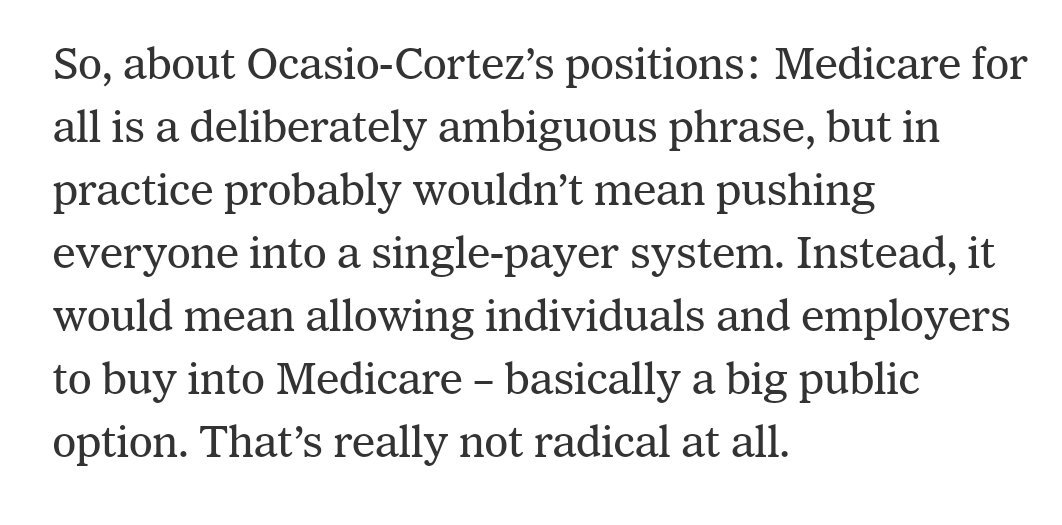 So, about Ocasio-Cortez’s positions: Medicare for
all is a deliberately ambiguous phrase, but in
practice probably wouldn’t mean pushing
everyone into a single-payer system. Instead, it
would mean allowing individuals and employers
to buy into Medicare – basically a big public
option. That’s really not radical at all.